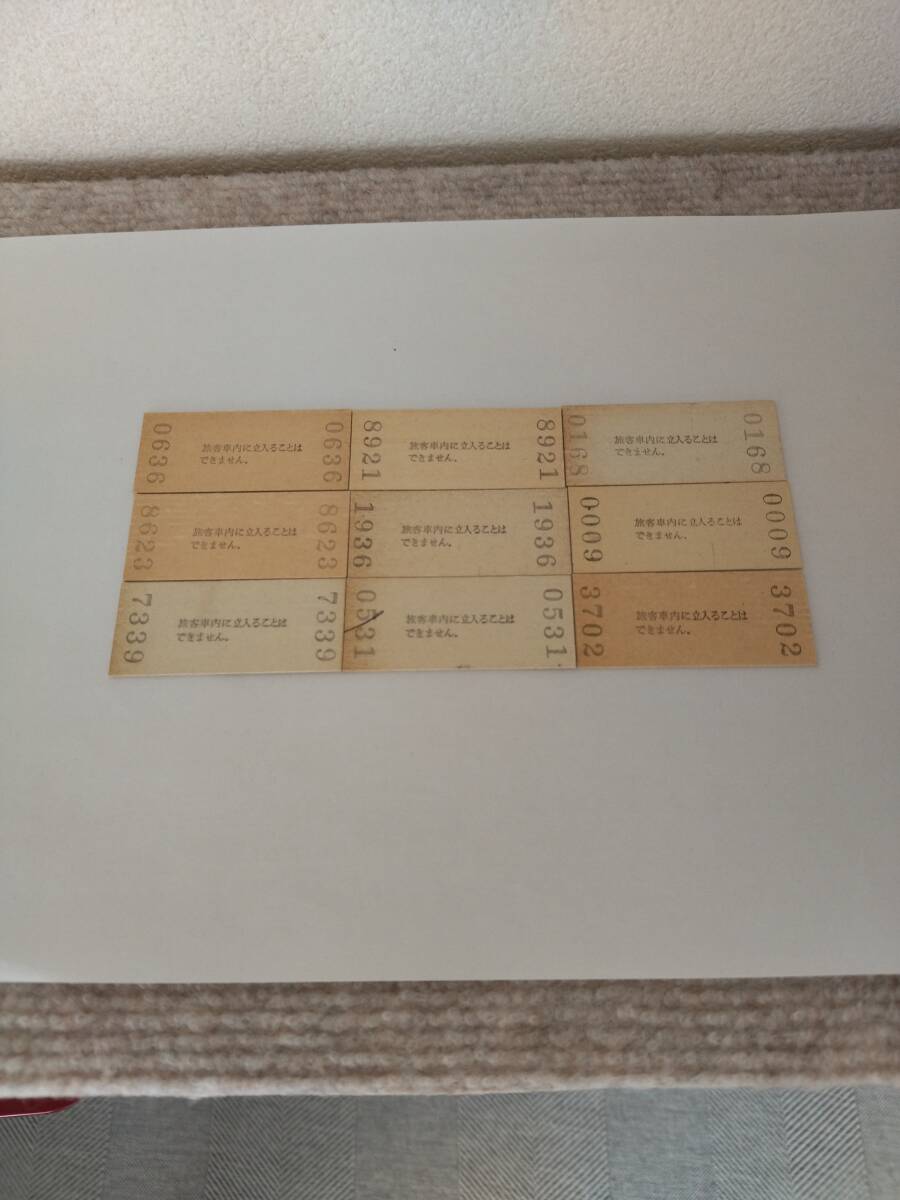 0636
旅客車内に立入ることは
できません。
0636
8921
旅客車内に立入ることは
できません。
8921
0168
旅客車内に立入ることは
できません。
0168
8623
旅客車内に立入ることは
できません。
8623
1936
旅客車内に立入ることは
できません。
1936
0009
旅客車内に立入ることは
できません。
0009
7339
旅客車内に立入ることは
できません。
7339
0531
旅客車内に立入ることは
できません。
0531
3702
旅客車内に立入ることは
できません。
3702